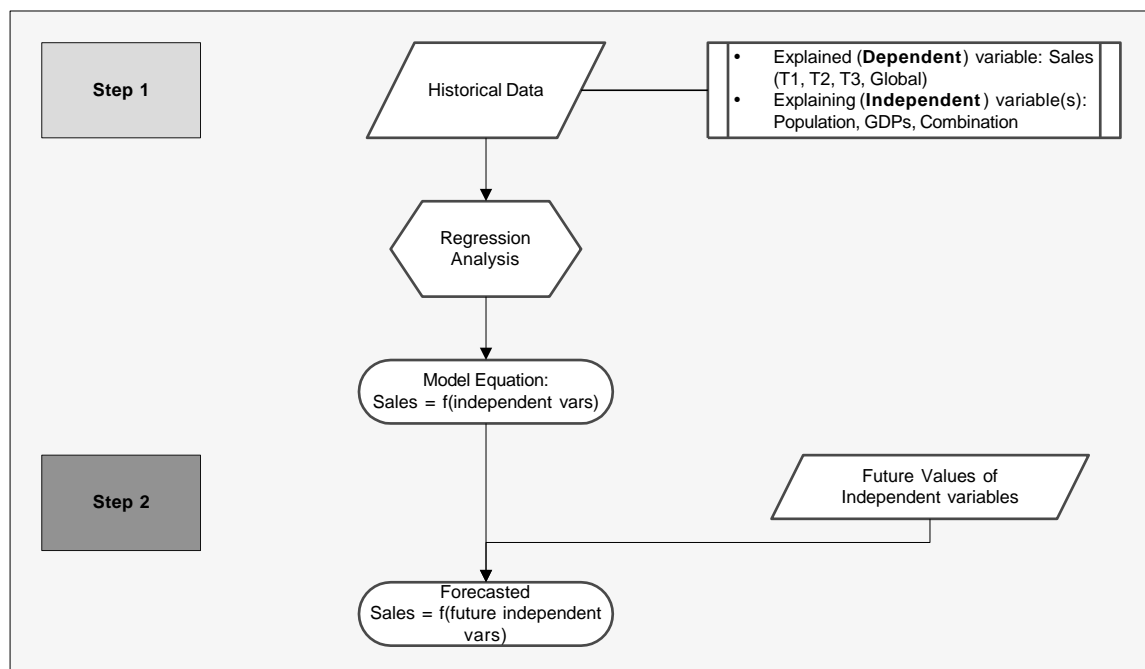 Step 1
Historical Data
• Explained (Dependent) variable: Sales
(T1, T2, T3, Global)
• Explaining (Independent) variable(s):
Population, GDPs, Combination
Regression
Analysis
Model Equation:
Sales = f(independent vars)
Step 2
Future Values of
Independent variables
Forecasted
Sales = f(future independent
vars)